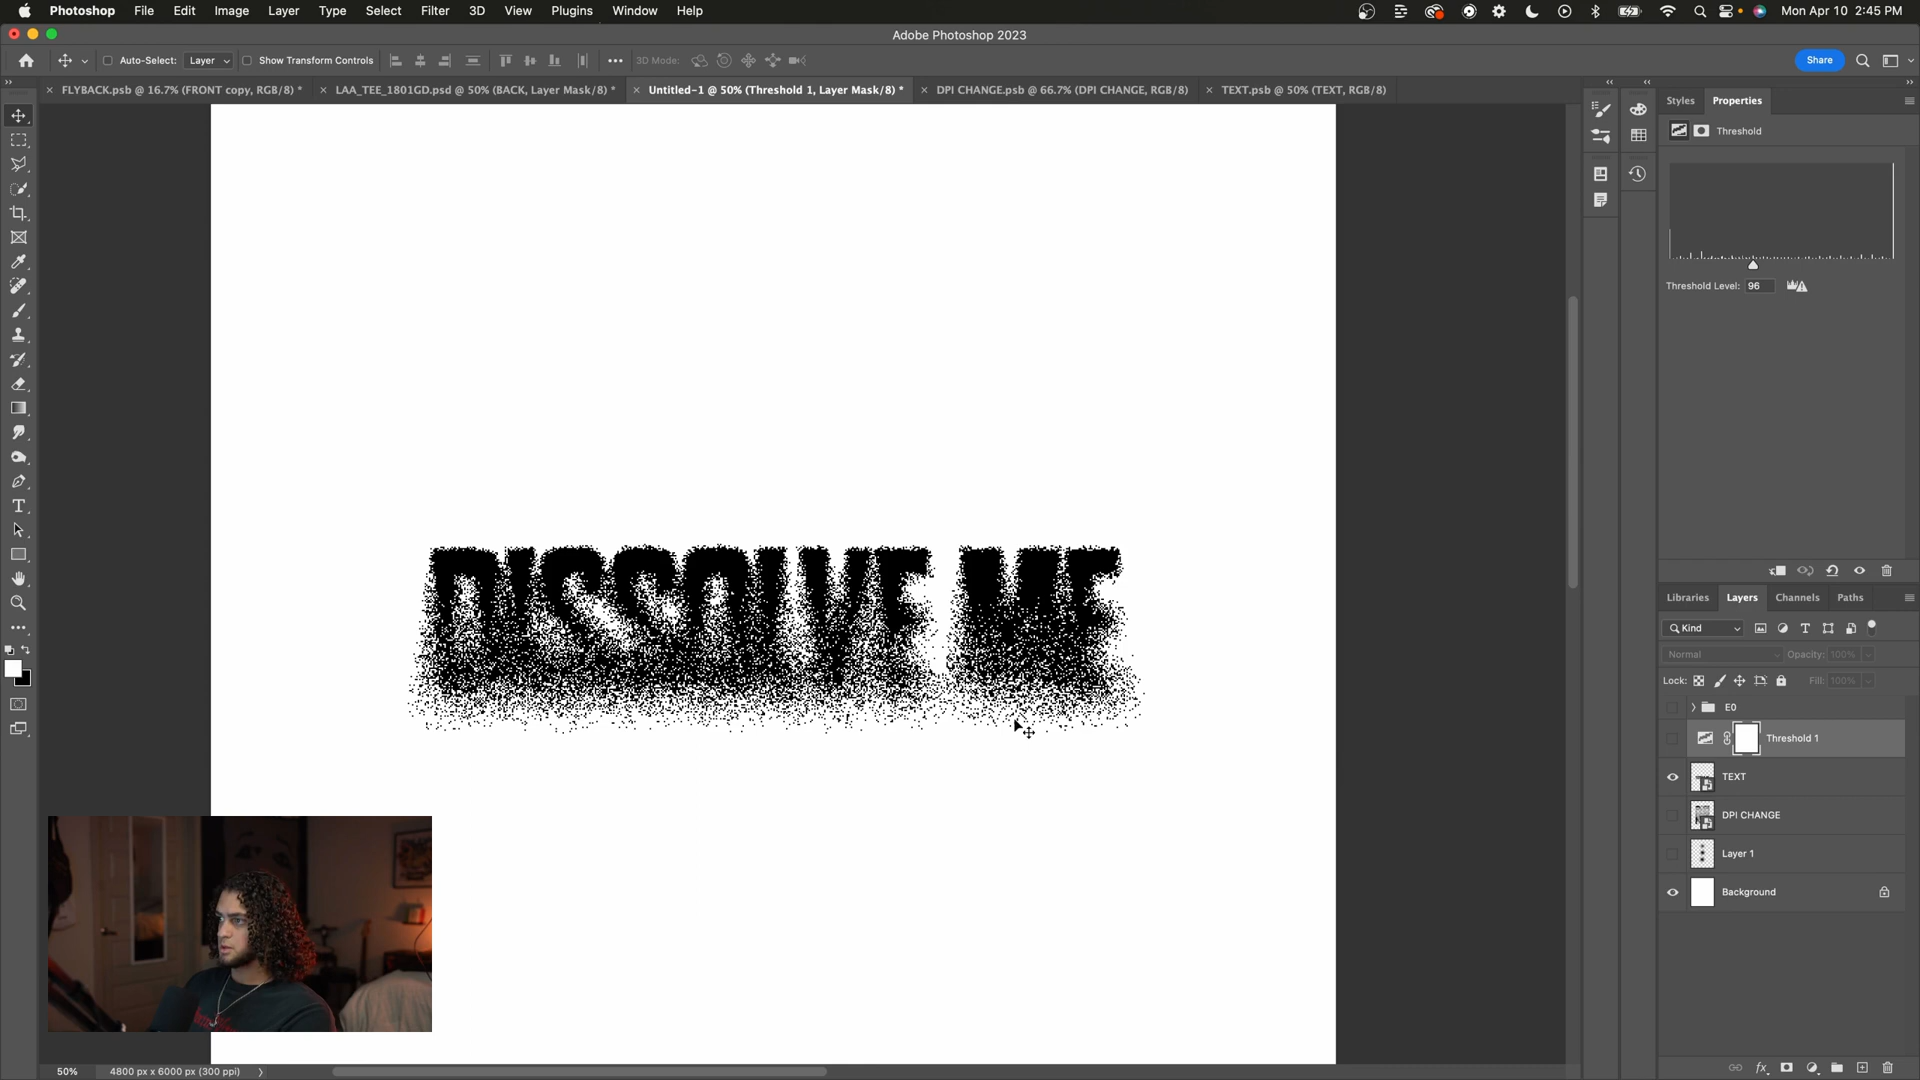 Photoshop File Edit Image Layer Type Select Filter 3D View Plugins Window Help Mon Apr 10 2:45 PM
Adobe Photoshop 2023
Auto-Select: Layer Show Transform Controls 3D Mode: Share
FLYBACK.psb @ 16.7% (FRONT copy, RGB/8) * LAA_TEE_1801GD.psd @ 50% (BACK, Layer Mask/8) * Untitled-1 @ 50% (Threshold 1, Layer Mask/8) * DPI CHANGE.psb @ 66.7% (DPI CHANGE, RGB/8) TEXT.psb @ 50% (TEXT, RGB/8)
Styles Properties
Threshold
Threshold Level: 96
DISSOLVE ME
Libraries Layers Channels Paths
Kind
Normal Opacity: 100%
Lock: Fill: 100%
E0
Threshold 1
TEXT
DPI CHANGE
Layer 1
Background
50% 4800 px x 6000 px (300 ppi)